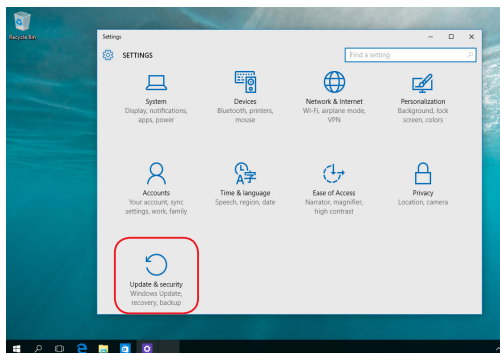 Recycle Bin
Settings
SETTINGS
Find a setting
System
Display, notifications,
apps, power
Devices
Bluetooth, printers,
mouse
Network & Internet
Wi-Fi, airplane mode,
VPN
Personalization
Background, lock
screen, colors
Accounts
Your account, sync
settings, work, family
Time & language
Speech, region, date
Ease of Access
Narrator, magnifier,
high contrast
Privacy
Location, camera
Update & security
Windows Update,
recovery, backup